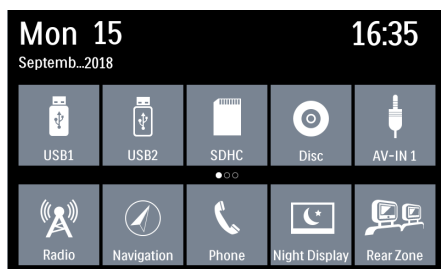 Mon 15
16:35
Septemb...2018
USB1
USB2
SDHC
Disc
AV-IN 1
Radio
Navigation
Phone
Night Display
Rear Zone